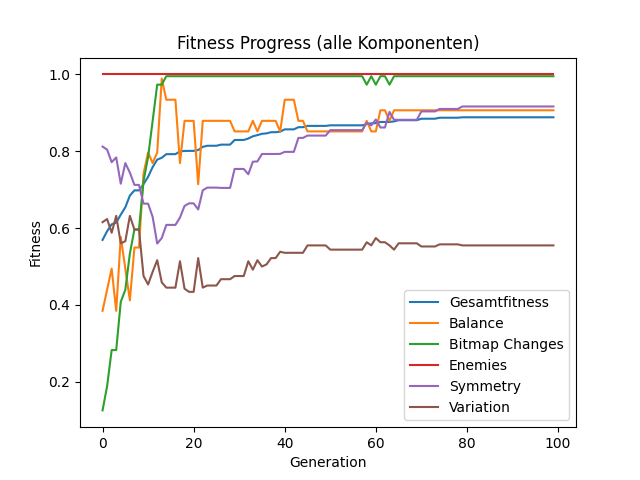 Fitness Progress (alle Komponenten)
1.0
0.8
0.6
0.4
0.2
Fitness
0 20 40 60 80 100
Generation
Gesamtfitness
Balance
Bitmap Changes
Enemies
Symmetry
Variation